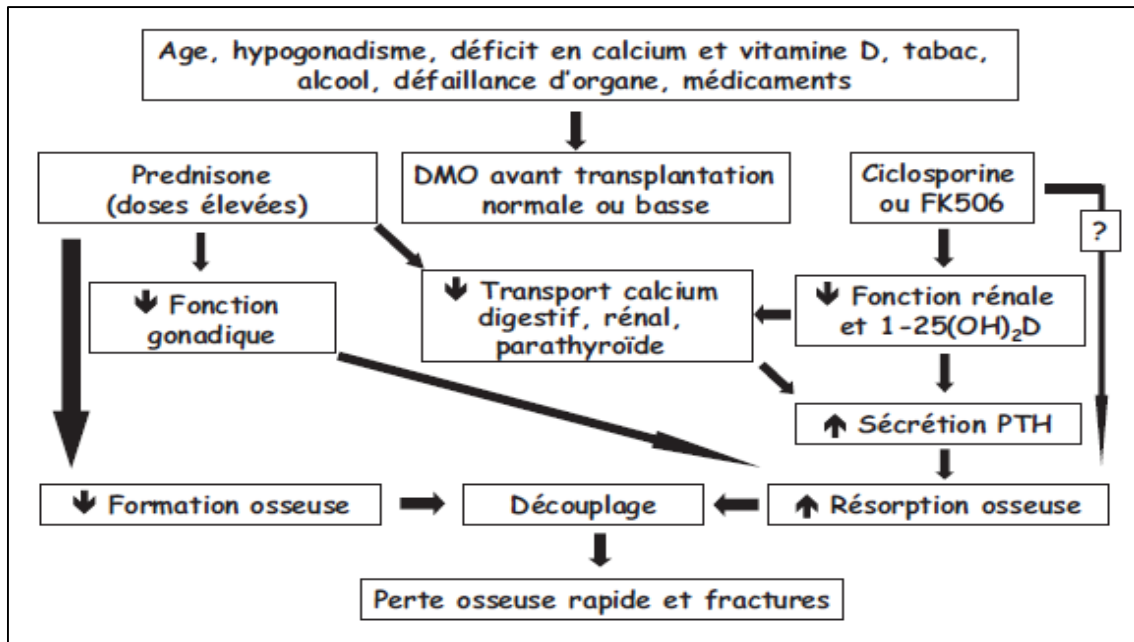 Age, hypogonadisme, déficit en calcium et vitamine D, tabac,
alcool, défaillance d'organe, médicaments
Prednisone
(doses élevées)
DMO avant transplantation
normale ou basse
Ciclosporine
ou FK506
?
🡻 Fonction
gonadique
🡻 Transport calcium
digestif, rénal,
parathyroïde
🡻 Fonction rénale
et 1-25(OH)₂D
🡹 Sécrétion PTH
🡻 Formation osseuse
Découplage
🡹 Résorption osseuse
Perte osseuse rapide et fractures